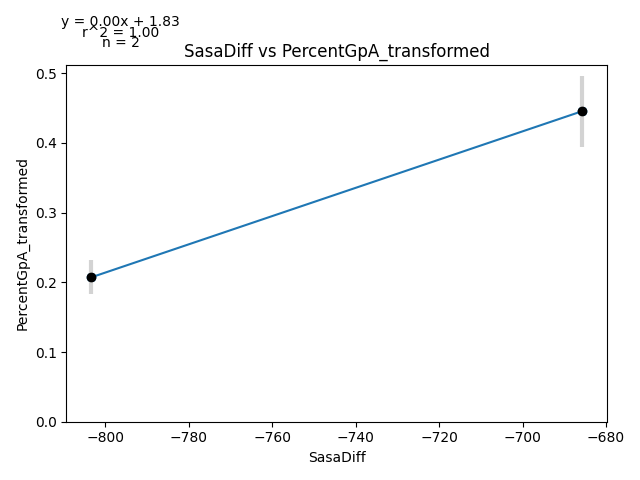 y = 0.00x + 1.83
r^2 = 1.00
n = 2
SasaDiff vs PercentGpA_transformed
PercentGpA_transformed
0.5
0.4
0.3
0.2
0.1
0.0
−800 −780 −760 −740 −720 −700 −680
SasaDiff